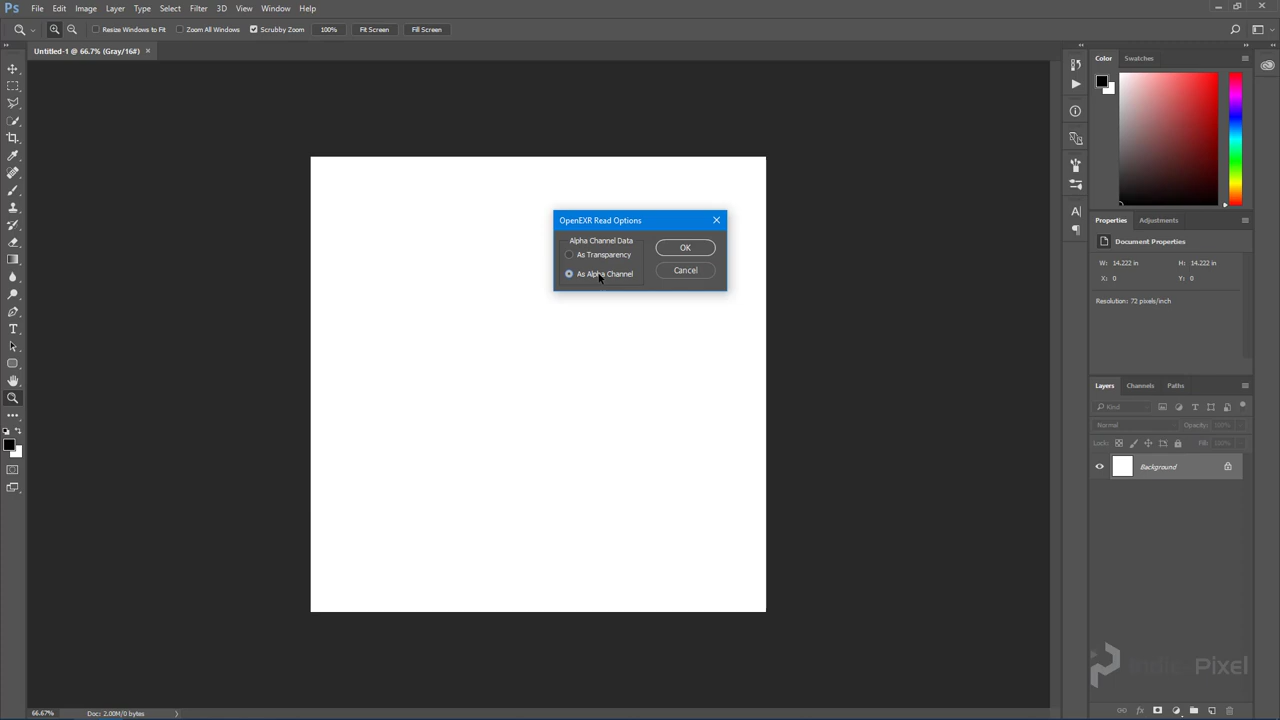 Ps File Edit Image Layer Type Select Filter 3D View Window Help
Resize Windows to Fit Zoom All Windows Scrubby Zoom 100% Fit Screen Fill Screen
Untitled-1 @ 66.7% (Gray/16#) ×
Color Swatches
OpenEXR Read Options
Alpha Channel Data
As Transparency
As Alpha Channel
OK
Cancel
Properties Adjustments
Document Properties
W: 14.222 in H: 14.222 in
X: 0 Y: 0
Resolution: 72 pixels/inch
Layers Channels Paths
Kind
Normal Opacity: 100%
Lock: Fill: 100%
Background
Indie-Pixel
66.67% Doc: 2.00M/0 bytes